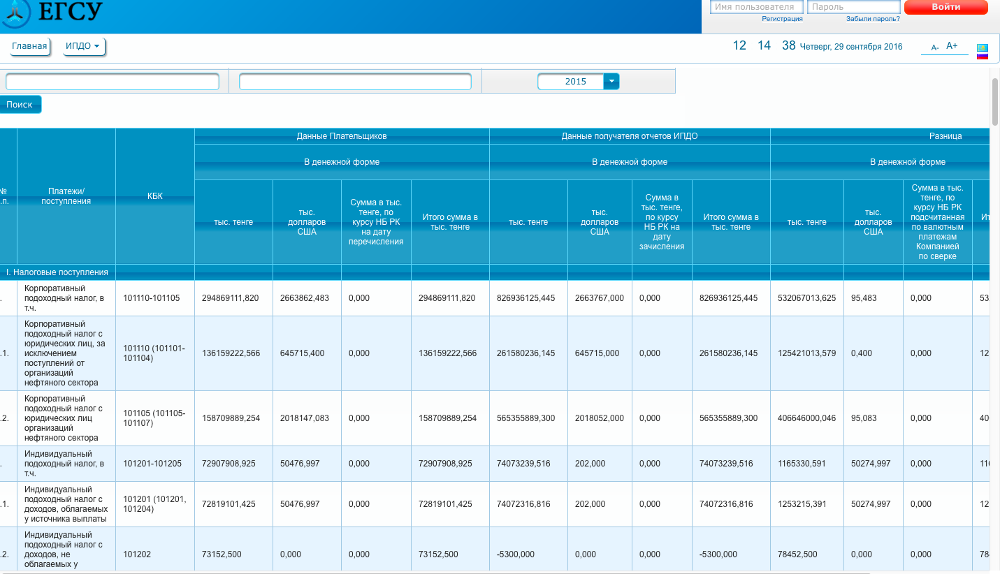 ЕГСУ
Имя пользователя Пароль Войти
Регистрация Забыли пароль?
Главная ИПДО 12 14 38 Четверг, 29 сентября 2016 A- A+
2015
Поиск
Данные Плательщиков Данные получателя отчетов ИПДО Разница
В денежной форме В денежной форме В денежной форме
№
.п.
Платежи/
поступления
КБК
тыс. тенге
тыс.
долларов
США
Сумма в тыс.
тенге, по
курсу НБ РК
на дату
перечисления
Итого сумма в
тыс. тенге
тыс. тенге
тыс.
долларов
США
Сумма в
тыс. тенге,
по курсу
НБ РК на
дату
зачисления
Итого сумма в
тыс. тенге
тыс. тенге
тыс.
долларов
США
Сумма в тыс.
тенге, по
курсу НБ РК
подсчитанная
по валютным
платежам
Компанией
по сверке
I. Налоговые поступления
.
Корпоративный
подоходный налог, в
т.ч.
101110-101105 294869111,820 2663862,483 0,000 294869111,820 826936125,445 2663767,000 0,000 826936125,445 532067013,625 95,483 0,000 53
.1.
Корпоративный
подоходный налог с
юридических лиц, за
исключением
поступлений от
организаций
нефтяного сектора
101110 (101101-
101104)
136159222,566 645715,400 0,000 136159222,566 261580236,145 645715,000 0,000 261580236,145 125421013,579 0,400 0,000 12
.2.
Корпоративный
подоходный налог с
юридических лиц
организаций
нефтяного сектора
101105 (101105-
101107)
158709889,254 2018147,083 0,000 158709889,254 565355889,300 2018052,000 0,000 565355889,300 406646000,046 95,083 0,000 40
.
Индивидуальный
подоходный налог, в
т.ч.
101201-101205 72907908,925 50476,997 0,000 72907908,925 74073239,516 202,000 0,000 74073239,516 1165330,591 50274,997 0,000 116
.1.
Индивидуальный
подоходный налог с
доходов, облагаемых
у источника выплаты
101201 (101201,
101204)
72819101,425 50476,997 0,000 72819101,425 74072316,816 202,000 0,000 74072316,816 1253215,391 50274,997 0,000 12
.2.
Индивидуальный
подоходный налог с
доходов, не
облагаемых у
101202 73152,500 0,000 0,000 73152,500 -5300,000 0,000 0,000 -5300,000 78452,500 0,000 0,000 78